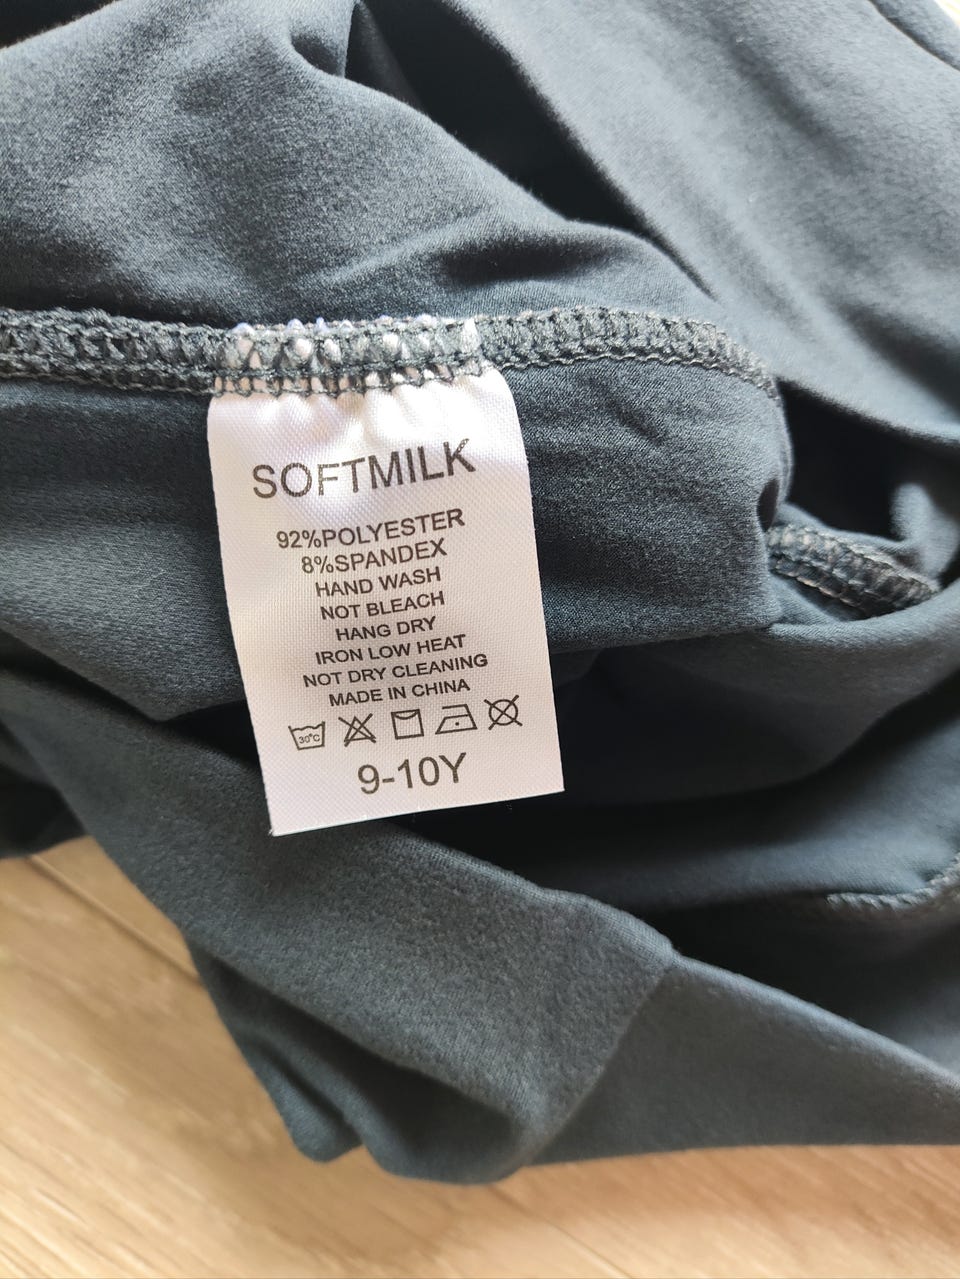 SOFTMILK
92%POLYESTER
8%SPANDEX
HAND WASH
NOT BLEACH
HANG DRY
IRON LOW HEAT
NOT DRY CLEANING
MADE IN CHINA
30°C
9-10Y